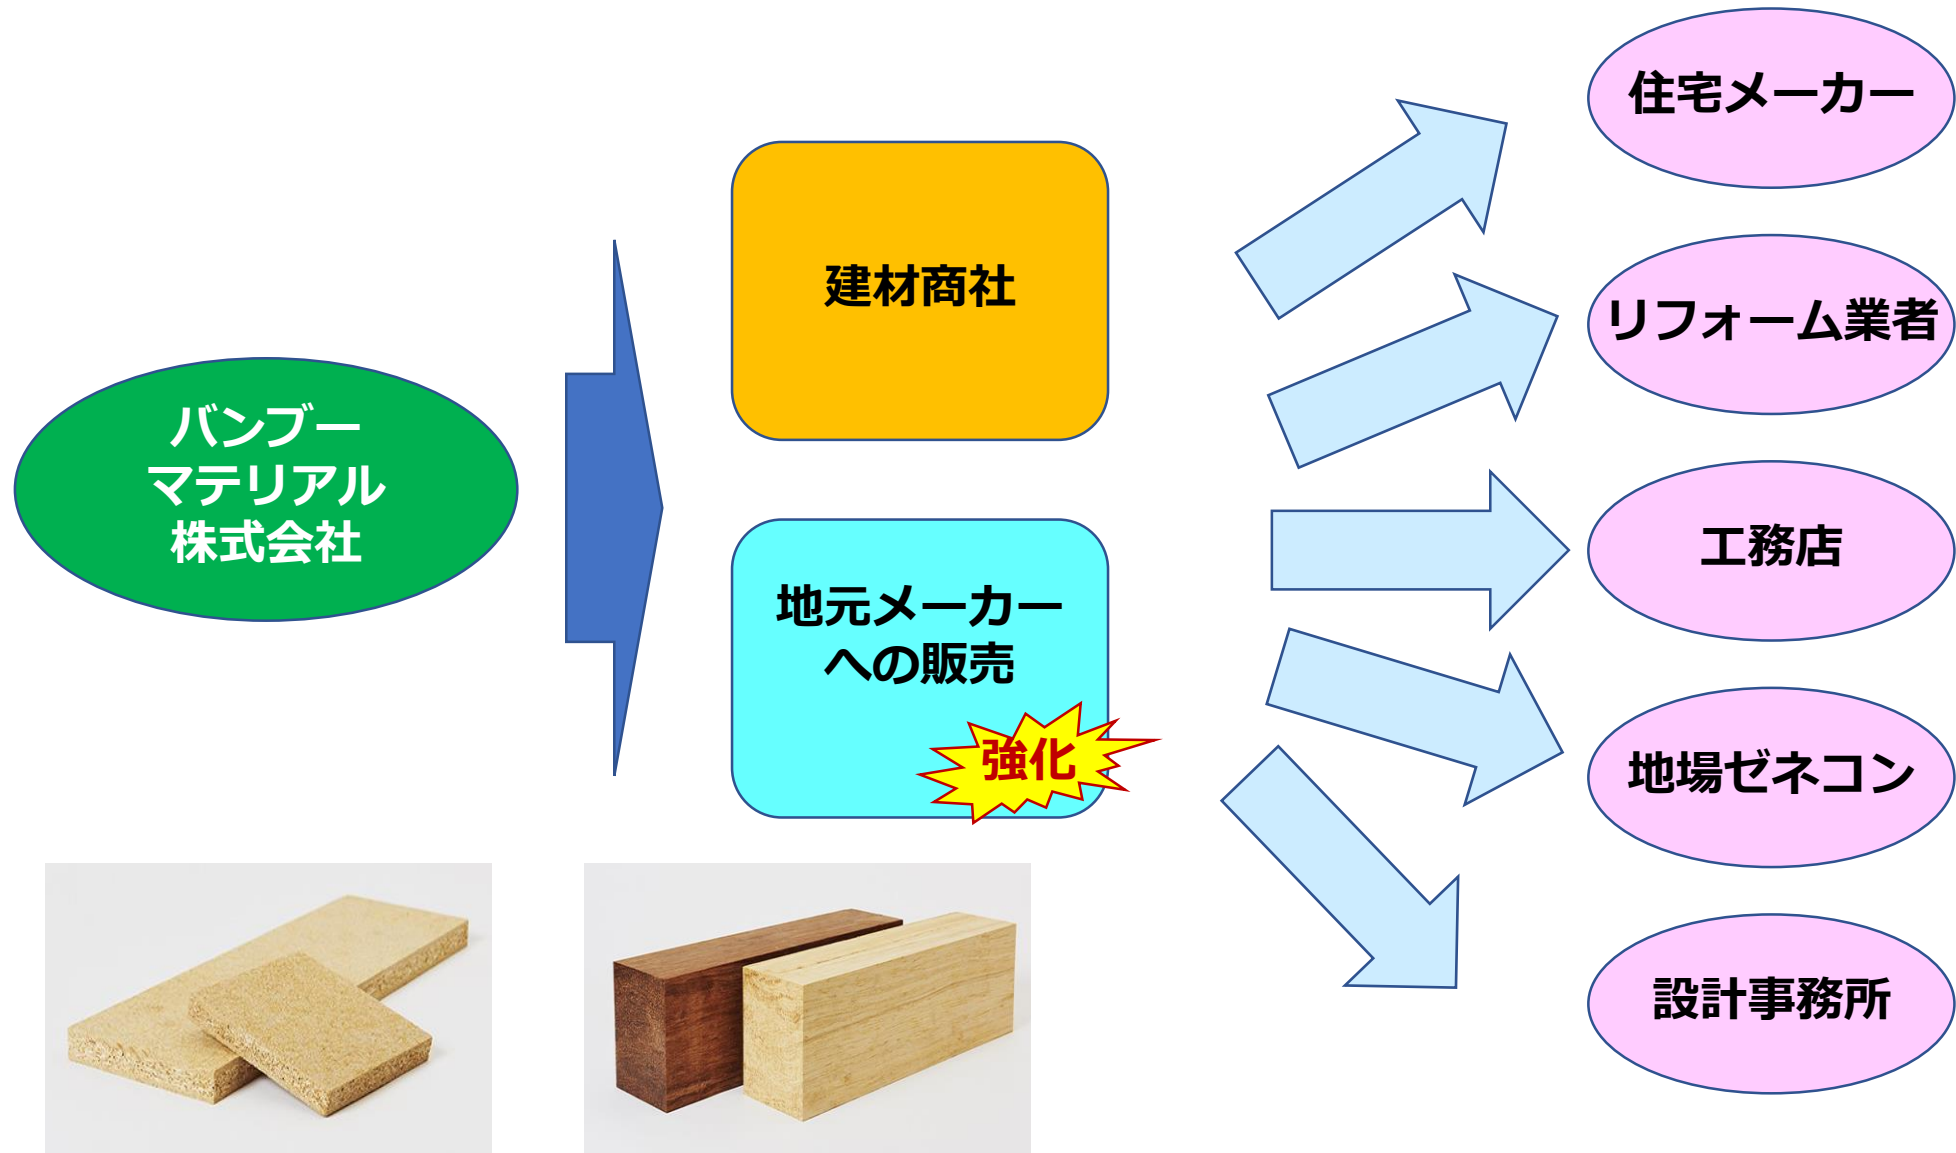 バンブー
マテリアル
株式会社
建材商社
地元メーカー
への販売
強化
住宅メーカー
リフォーム業者
工務店
地場ゼネコン
設計事務所